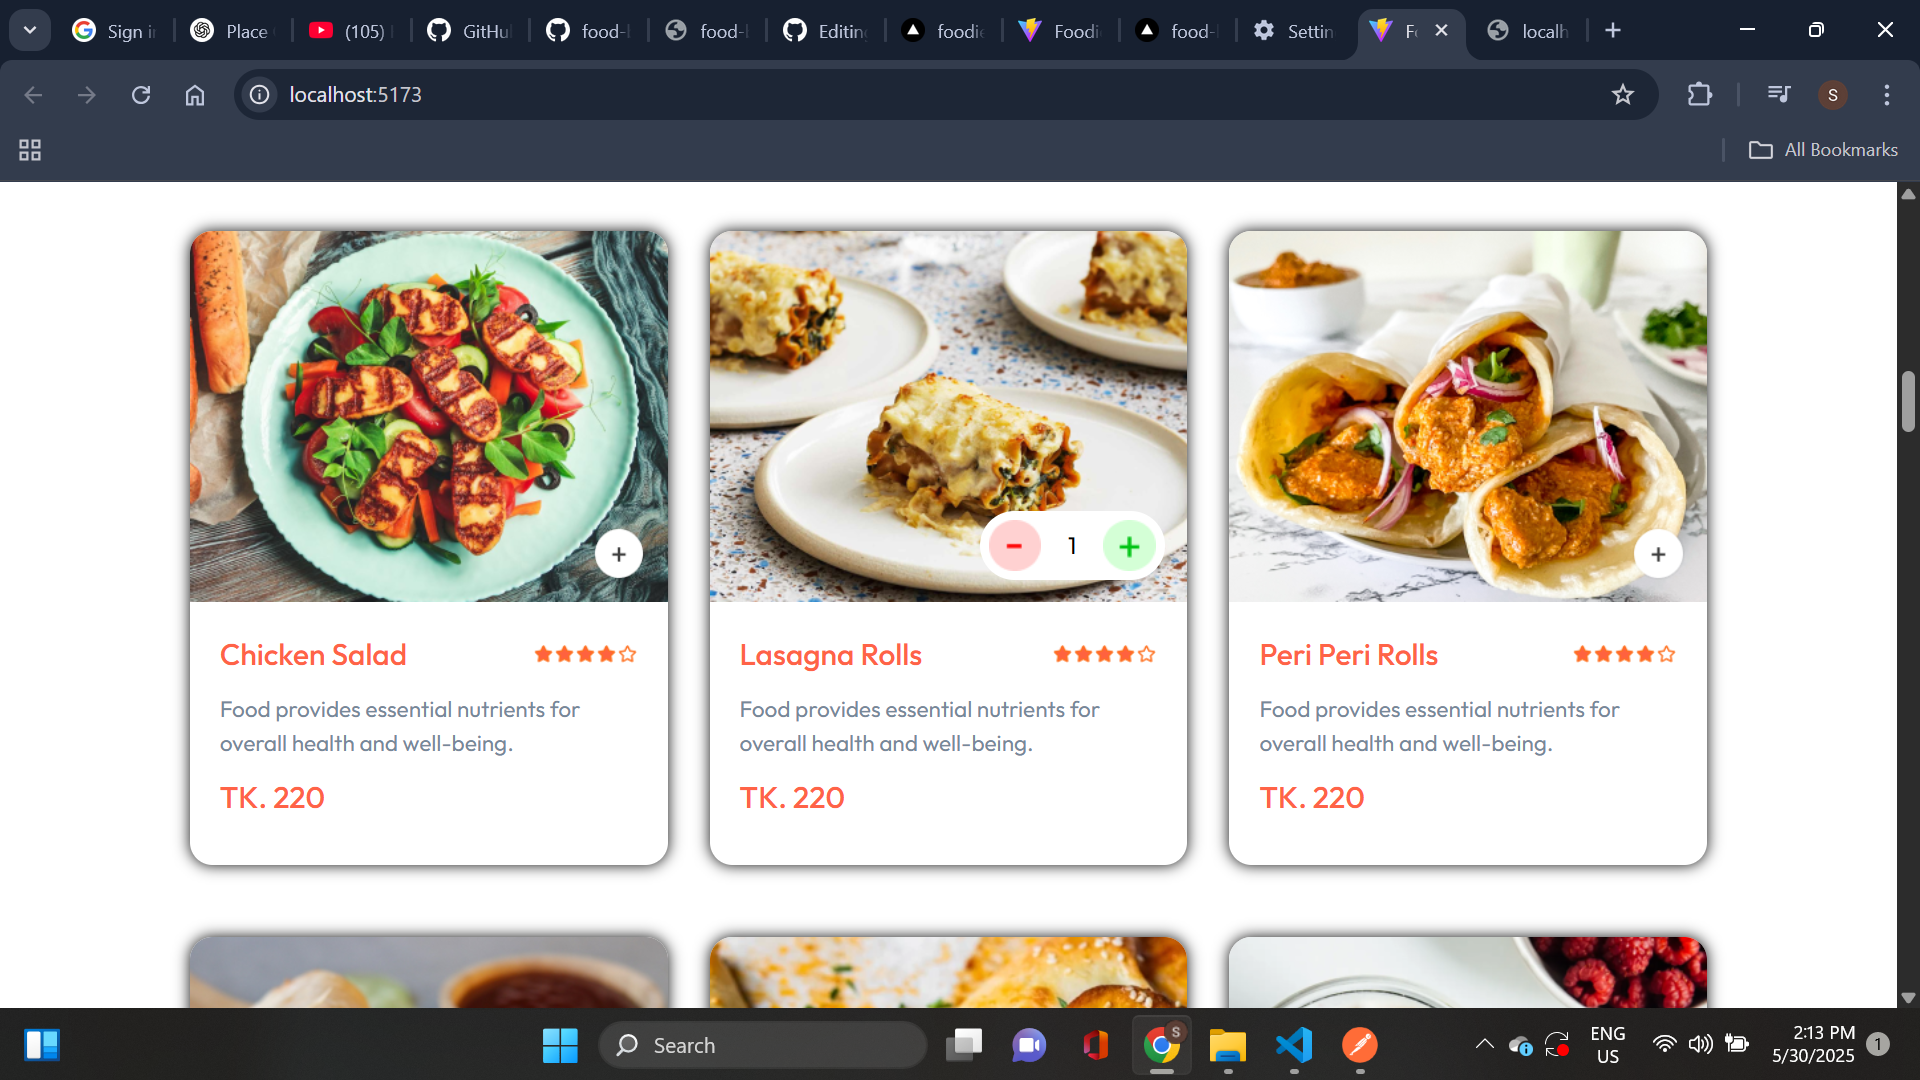 Sign in
Place
(105)
GitHu
food-
food-
Editin
foodie
Foodi
food-
Settin
F
localh
localhost:5173
S
All Bookmarks
Chicken Salad
Food provides essential nutrients for
overall health and well-being.
TK. 220
1
Lasagna Rolls
Food provides essential nutrients for
overall health and well-being.
TK. 220
Peri Peri Rolls
Food provides essential nutrients for
overall health and well-being.
TK. 220
Search
S
ENG
US
2:13 PM
5/30/2025
1